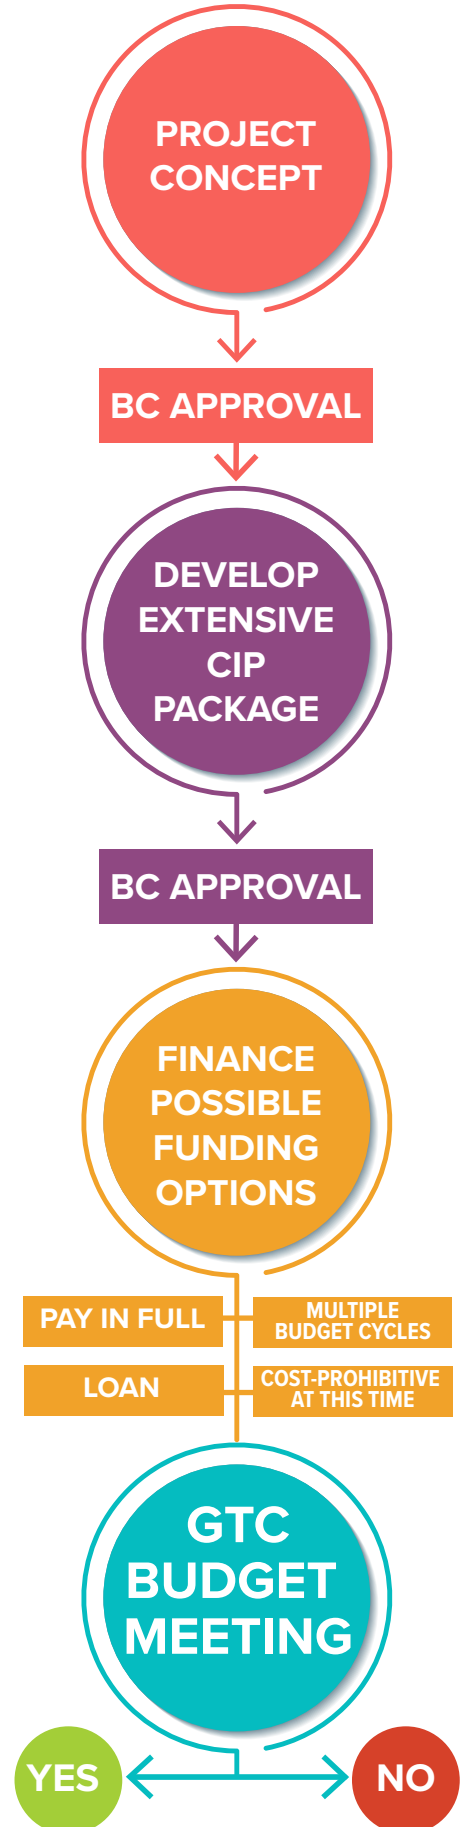 PROJECT
CONCEPT
BC APPROVAL
DEVELOP
EXTENSIVE
CIP
PACKAGE
BC APPROVAL
FINANCE
POSSIBLE
FUNDING
OPTIONS
PAY IN FULL
MULTIPLE
BUDGET CYCLES
LOAN
COST-PROHIBITIVE
AT THIS TIME
GTC
BUDGET
MEETING
YES
NO